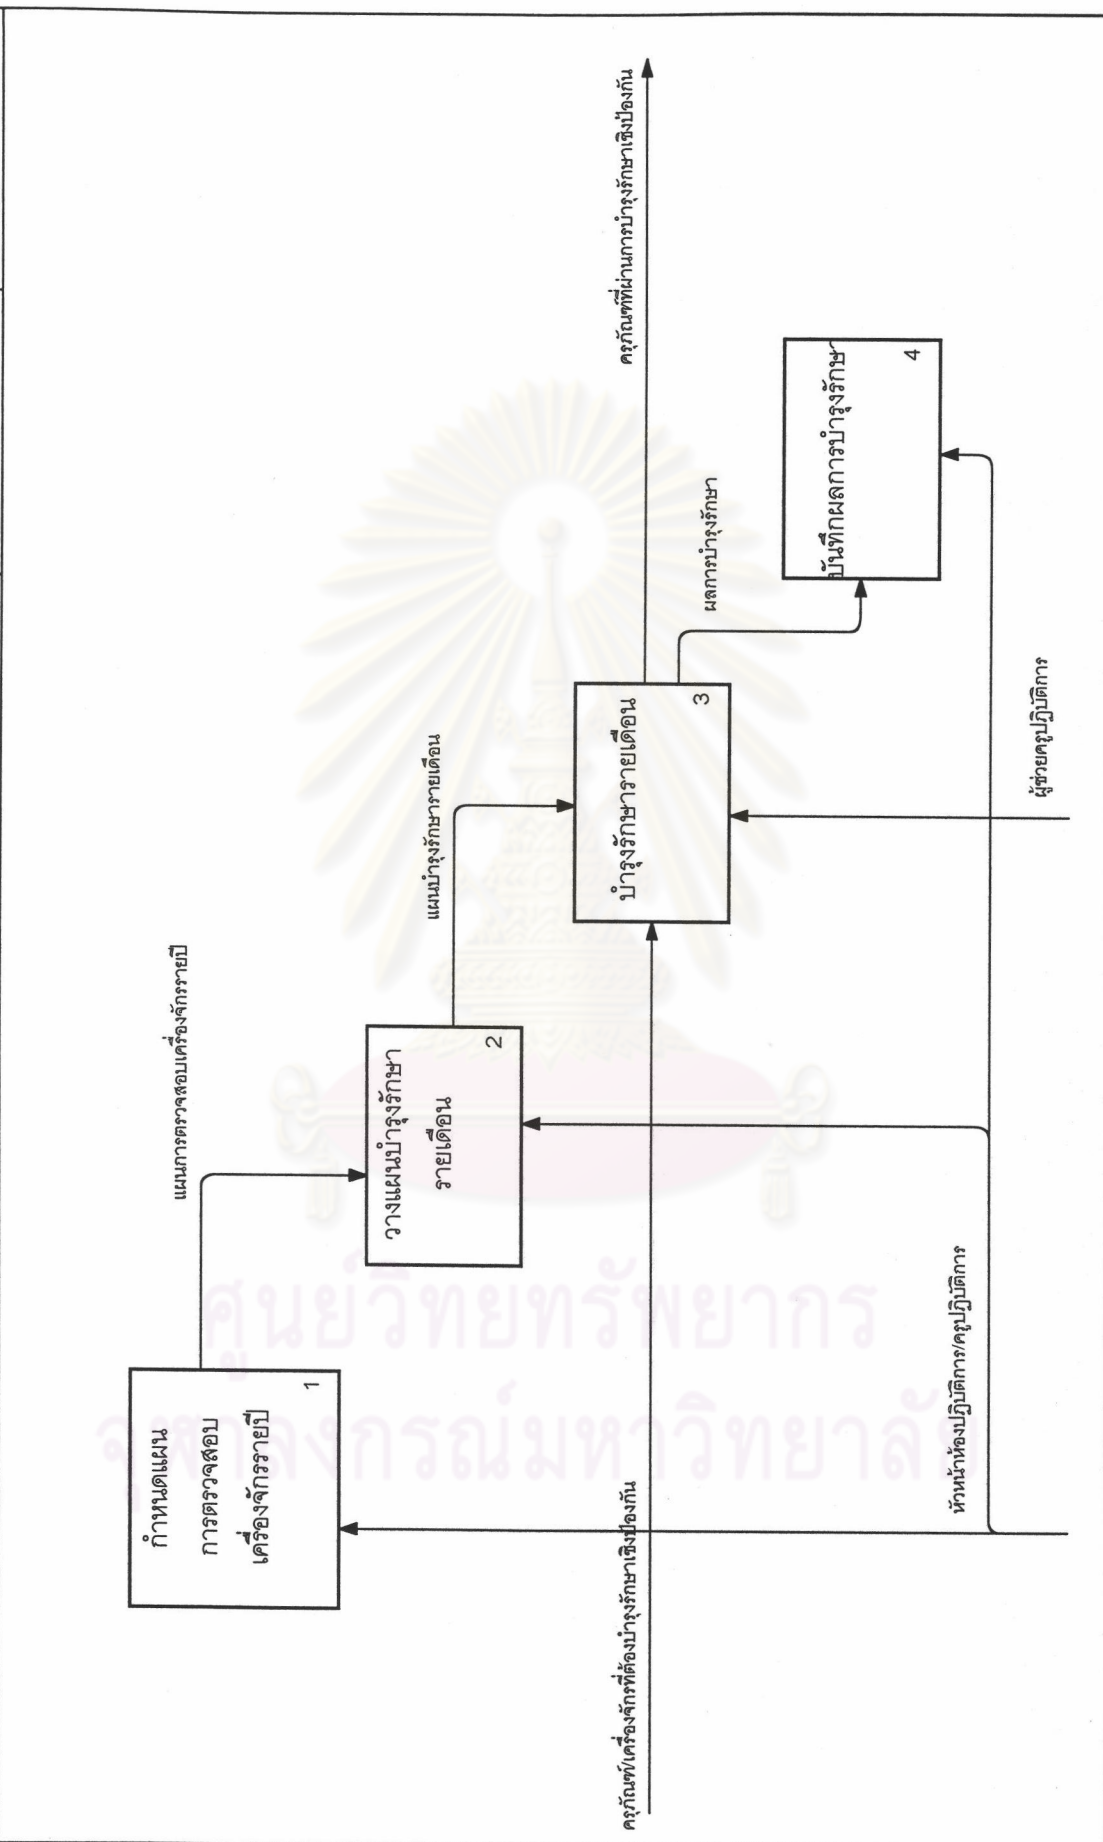 กำหนดแผน
การตรวจสอบ
เครื่องจักรรายปี
1
แผนการตรวจสอบเครื่องจักรรายปี
วางแผนบำรุงรักษา
รายเดือน
2
แผนบำรุงรักษารายเดือน
ครุภัณฑ์/เครื่องจักรที่ต้องบำรุงรักษาเชิงป้องกัน
บำรุงรักษารายเดือน
3
ครุภัณฑ์ที่ผ่านการบำรุงรักษาเชิงป้องกัน
ผลการบำรุงรักษา
บันทึกผลการบำรุงรักษ
4
หัวหน้าห้องปฏิบัติการ/ครูปฏิบัติการ
ผู้ช่วยครูปฏิบัติการ
ศูนย์วิทยทรัพยากร
จุฬาลงกรณ์มหาวิทยาลัย